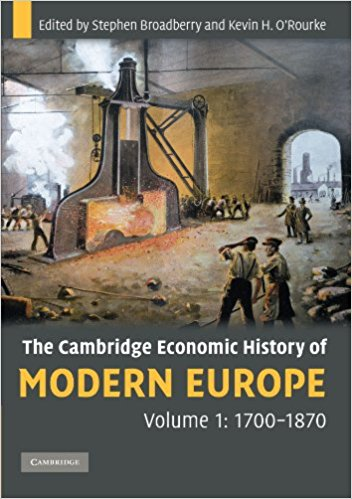 Edited by Stephen Broadberry and Kevin H. O'Rourke
The Cambridge Economic History of
MODERN EUROPE
Volume 1: 1700–1870
CAMBRIDGE